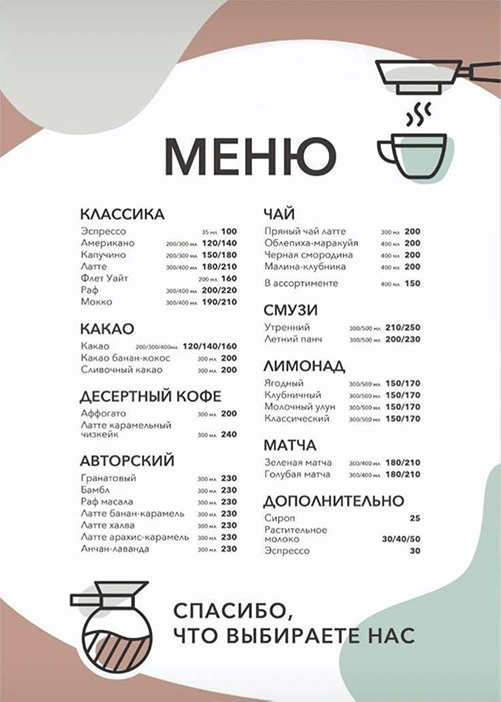 МЕНЮ
КЛАССИКА
Эспрессо 35 мл 100
Американо 200/300 мл 120/140
Капучино 200/300 мл 150/180
Латте 300/400 мл 180/210
Флет Уайт 200 мл 160
Раф 300/400 мл 200/220
Мокко 300/400 мл 190/210
КАКАО
Какао 200/300/400мл 120/140/160
Какао банан-кокос 300 мл 200
Сливочный какао 300 мл 200
ДЕСЕРТНЫЙ КОФЕ
Аффогато 300 мл 200
Латте карамельный
чизкейк 300 мл 240
АВТОРСКИЙ
Гранатовый 300 мл 230
Бамбл 300 мл 230
Раф масала 300 мл 230
Латте банан-карамель 300 мл 230
Латте халва 300 мл 230
Латте арахис-карамель 300 мл 230
Анчан-лаванда 300 мл 230
ЧАЙ
Пряный чай латте 300 мл 200
Облепиха-маракуйя 400 мл 200
Черная смородина 400 мл 200
Малина-клубника 400 мл 200
В ассортименте 400 мл 150
СМУЗИ
Утренний 300/500 мл 210/250
Летний панч 300/500 мл 200/230
ЛИМОНАД
Ягодный 300/500 мл 150/170
Клубничный 300/500 мл 150/170
Молочный улун 300/500 мл 150/170
Классический 300/500 мл 150/170
МАТЧА
Зеленая матча 300/400 мл 180/210
Голубая матча 300/400 мл 180/210
ДОПОЛНИТЕЛЬНО
Сироп 25
Растительное
молоко 30/40/50
Эспрессо 30
СПАСИБО,
ЧТО ВЫБИРАЕТЕ НАС